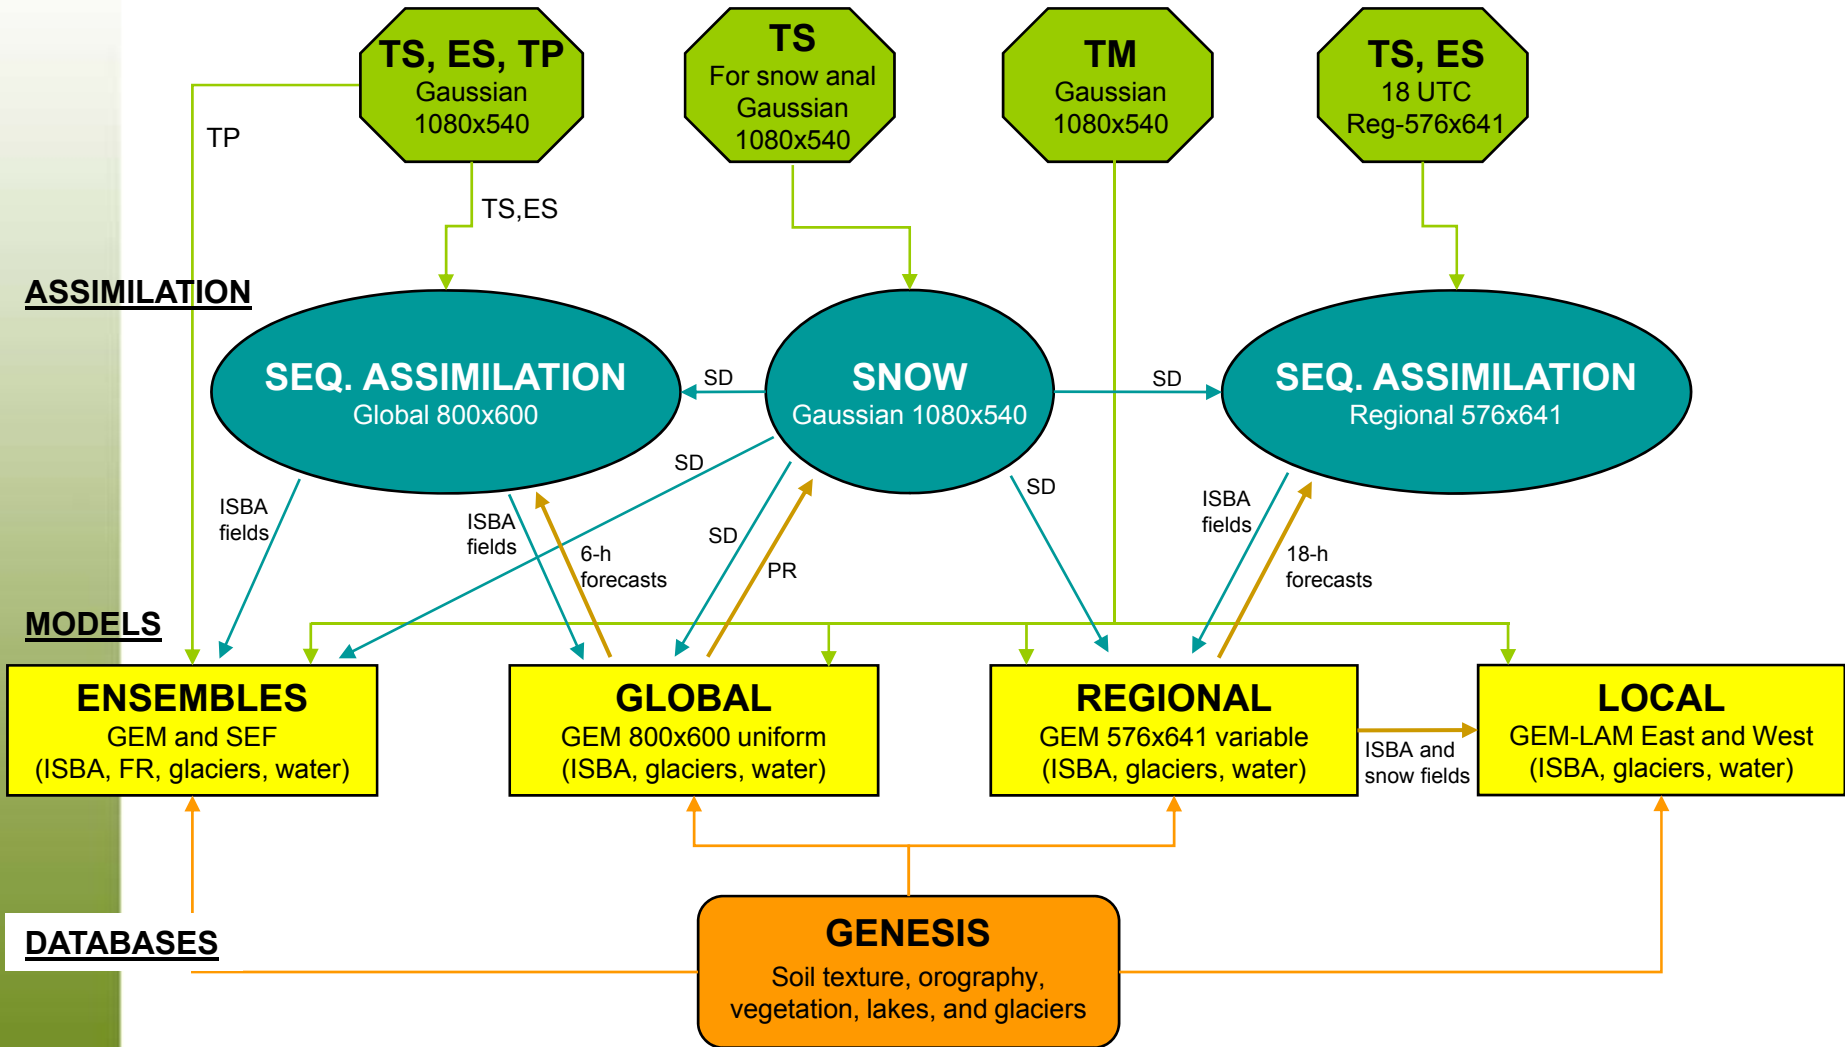 TS, ES, TP
Gaussian
1080x540
TS
For snow anal
Gaussian
1080x540
TM
Gaussian
1080x540
TS, ES
18 UTC
Reg-576x641
TP
TS,ES
ASSIMILATION
SEQ. ASSIMILATION
Global 800x600
SD
SNOW
Gaussian 1080x540
SD
SEQ. ASSIMILATION
Regional 576x641
ISBA
fields
ISBA
fields
6-h
forecasts
SD
SD
PR
SD
ISBA
fields
18-h
forecasts
MODELS
ENSEMBLES
GEM and SEF
(ISBA, FR, glaciers, water)
GLOBAL
GEM 800x600 uniform
(ISBA, glaciers, water)
REGIONAL
GEM 576x641 variable
(ISBA, glaciers, water)
ISBA and
snow fields
LOCAL
GEM-LAM East and West
(ISBA, glaciers, water)
DATABASES
GENESIS
Soil texture, orography,
vegetation, lakes, and glaciers